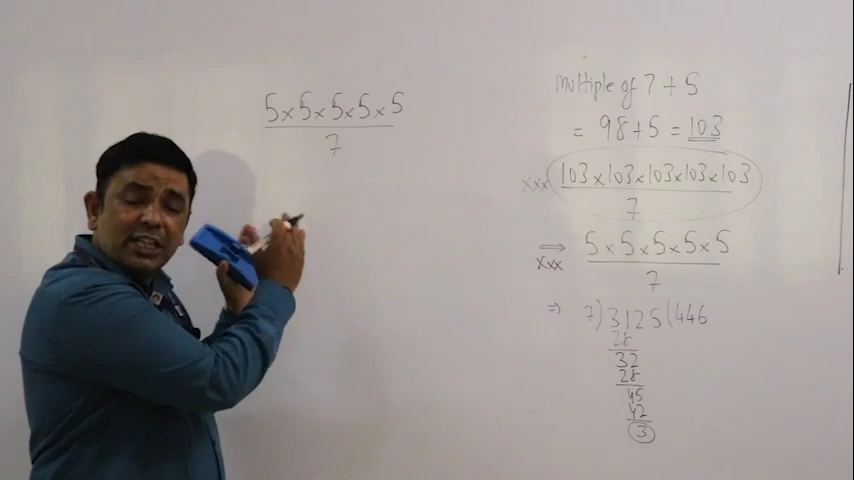 5×5×5×5×5
7
Multiple of 7+5
= 98+5 = 103
xxx 103×103×103×103×103
7
⇒ 5×5×5×5×5
xxx 7
⇒ 7)3125(446
28
32
28
45
42
3